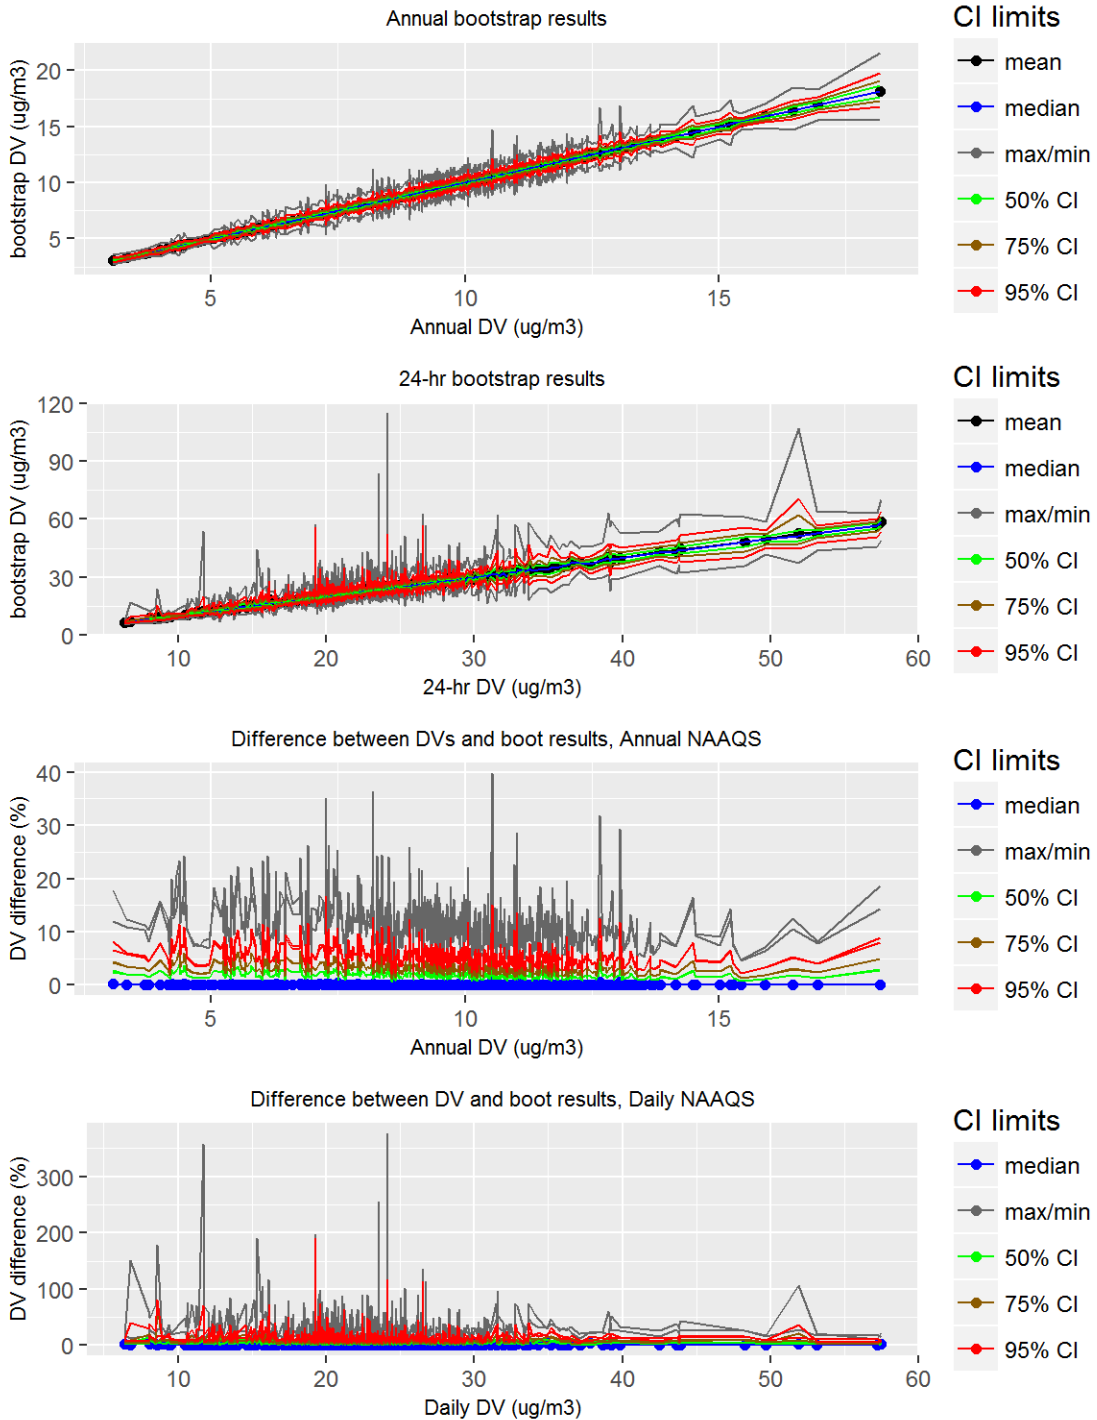 Annual bootstrap results
bootstrap DV (ug/m3)
20
15
10
5
5 10 15
Annual DV (ug/m3)
CI limits
mean
median
max/min
50% CI
75% CI
95% CI
24-hr bootstrap results
bootstrap DV (ug/m3)
120
90
60
30
0
10 20 30 40 50 60
24-hr DV (ug/m3)
CI limits
mean
median
max/min
50% CI
75% CI
95% CI
Difference between DVs and boot results, Annual NAAQS
DV difference (%)
40
30
20
10
0
5 10 15
Annual DV (ug/m3)
CI limits
median
max/min
50% CI
75% CI
95% CI
Difference between DV and boot results, Daily NAAQS
DV difference (%)
300
200
100
0
10 20 30 40 50 60
Daily DV (ug/m3)
CI limits
median
max/min
50% CI
75% CI
95% CI